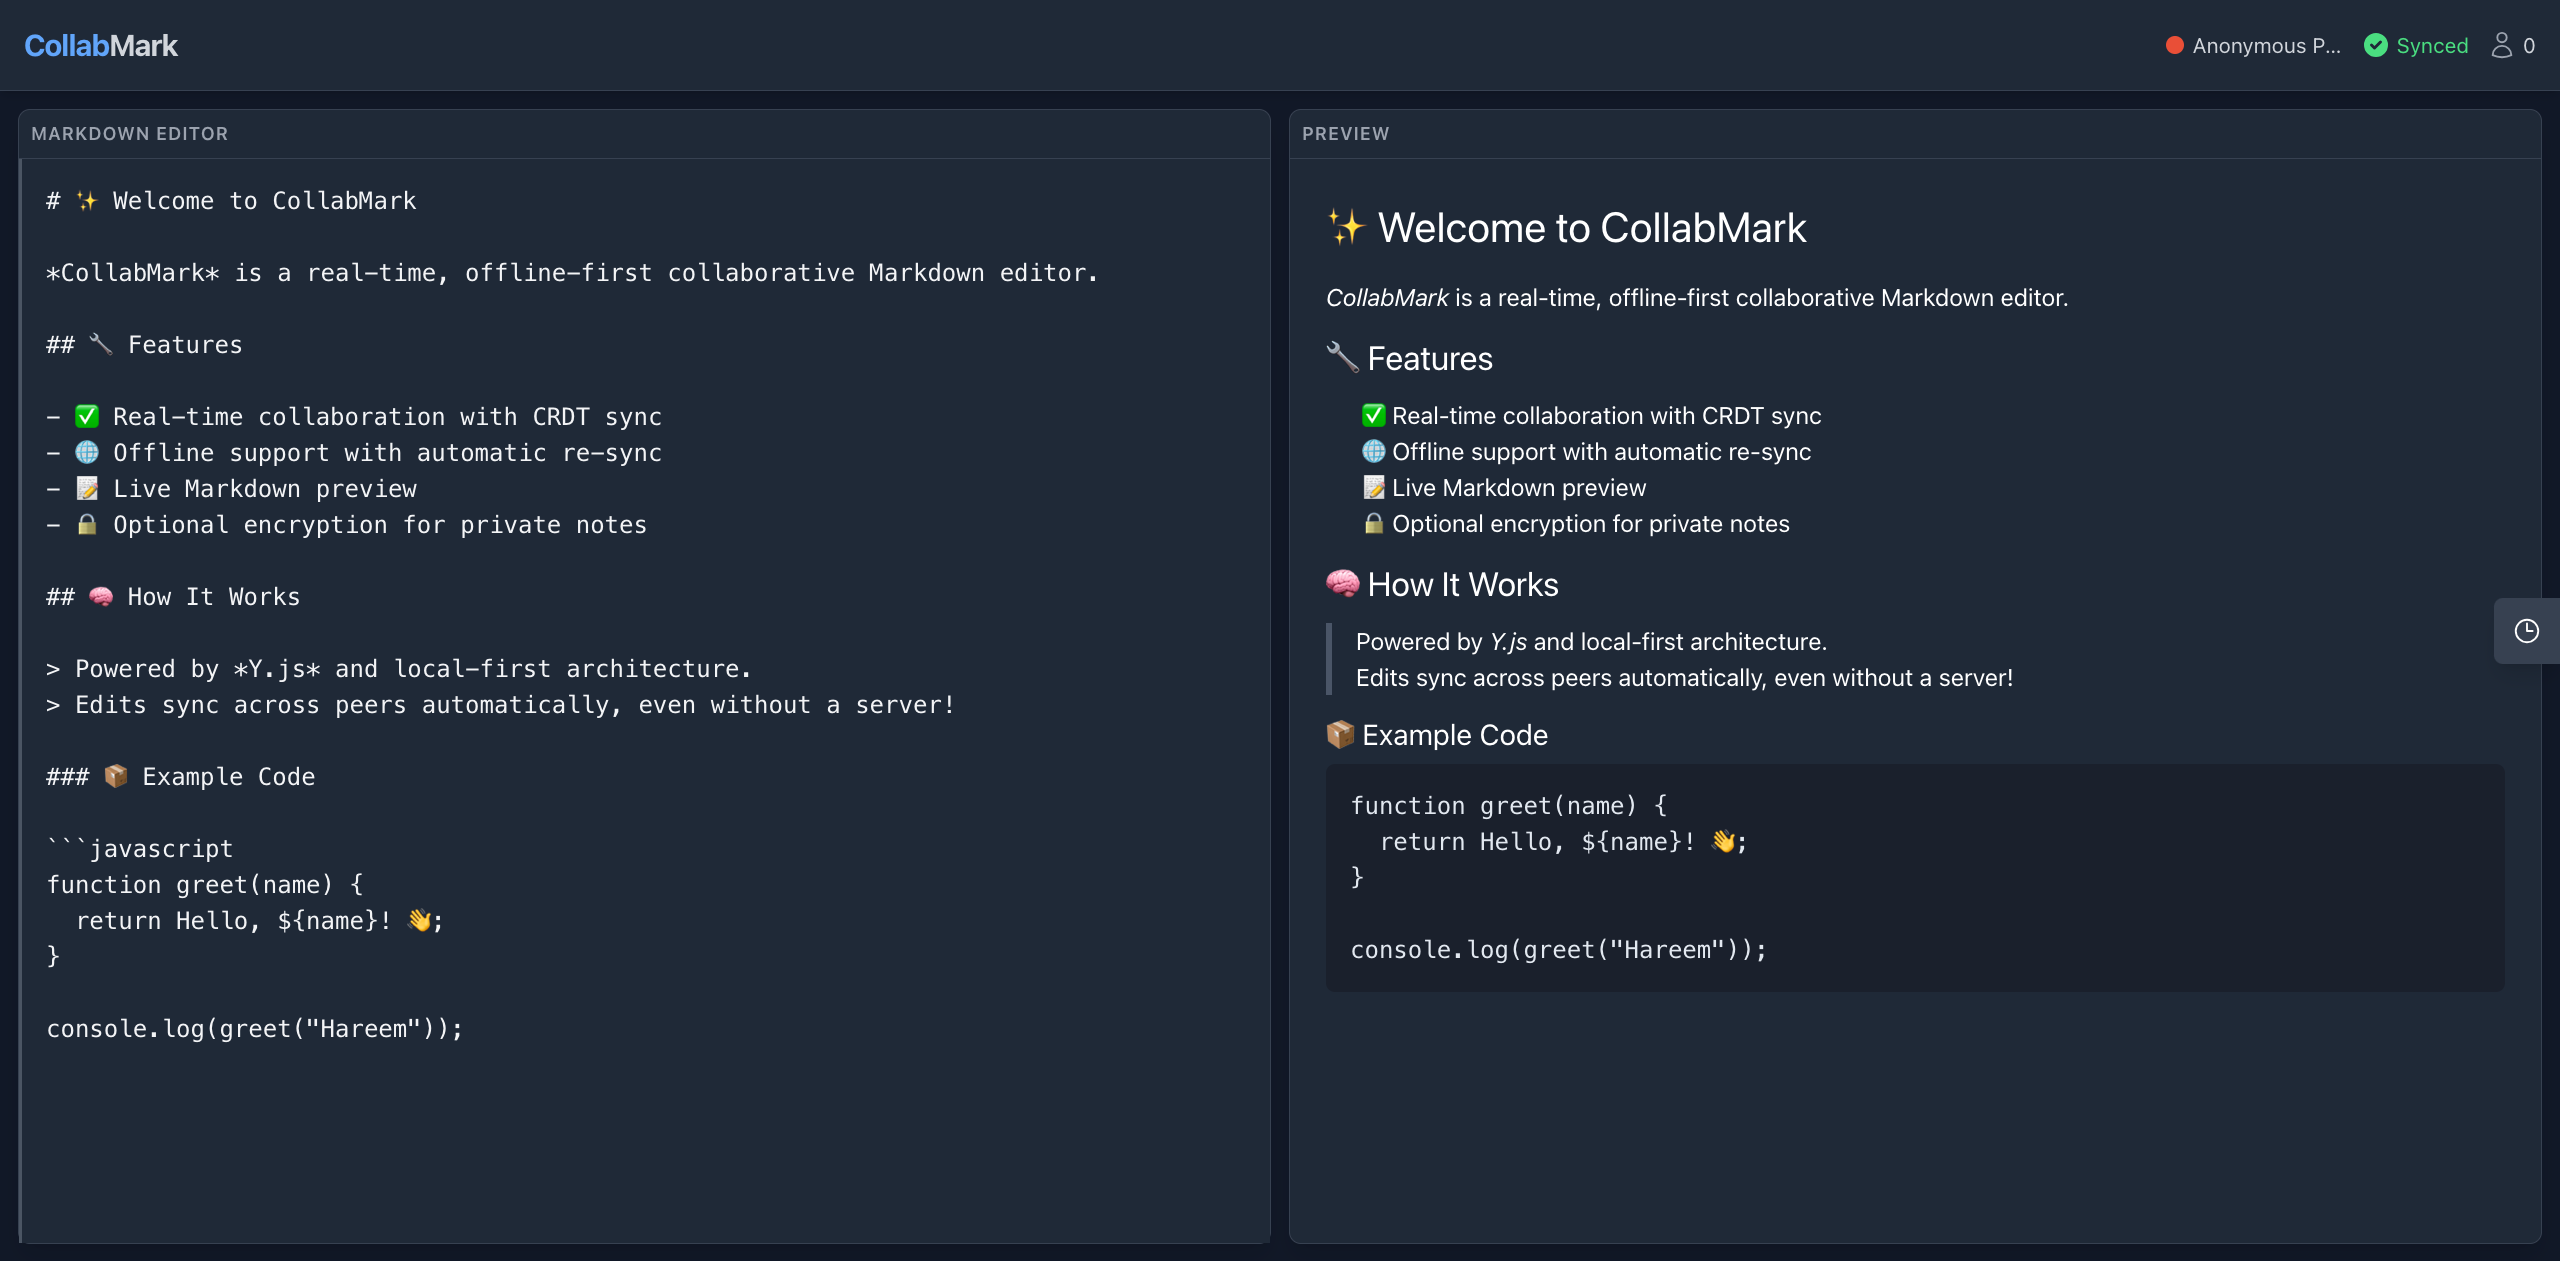 CollabMark
Anonymous P... Synced 0
MARKDOWN EDITOR
# ✨ Welcome to CollabMark
*CollabMark* is a real-time, offline-first collaborative Markdown editor.
## 🔧 Features
- ✅ Real-time collaboration with CRDT sync
- 🌐 Offline support with automatic re-sync
- 📝 Live Markdown preview
- 🔒 Optional encryption for private notes
## 🧠 How It Works
> Powered by *Y.js* and local-first architecture.
> Edits sync across peers automatically, even without a server!
### 📦 Example Code
```javascript
function greet(name) {
  return Hello, ${name}! 👋;
}
console.log(greet("Hareem"));
PREVIEW
✨ Welcome to CollabMark
CollabMark is a real-time, offline-first collaborative Markdown editor.
🔧 Features
✅ Real-time collaboration with CRDT sync
🌐 Offline support with automatic re-sync
📝 Live Markdown preview
🔒 Optional encryption for private notes
🧠 How It Works
Powered by Y.js and local-first architecture.
Edits sync across peers automatically, even without a server!
📦 Example Code
function greet(name) {
  return Hello, ${name}! 👋;
}
console.log(greet("Hareem"));